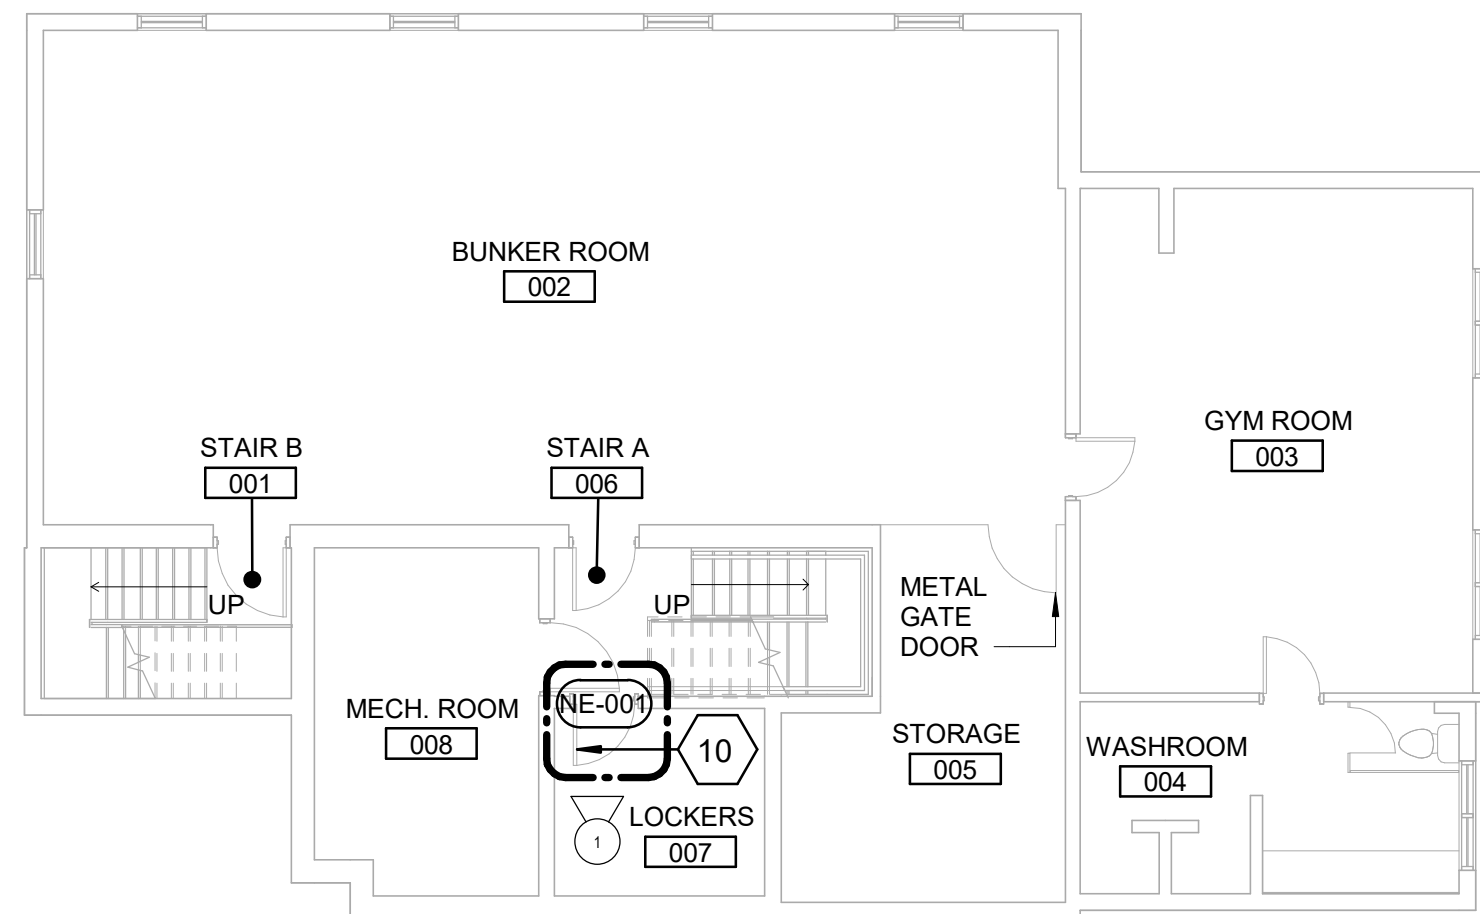 BUNKER ROOM
002
GYM ROOM
003
STAIR B
001
STAIR A
006
UP
UP
METAL
GATE
DOOR
MECH. ROOM
008
NE-001
10
STORAGE
005
WASHROOM
004
LOCKERS
007
1